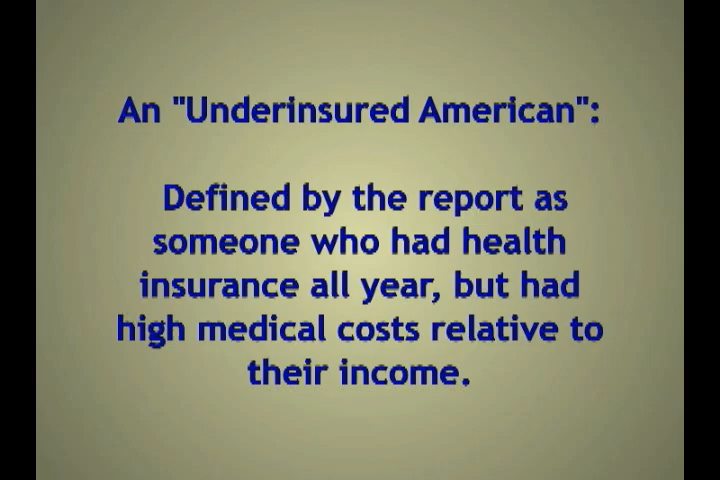 An "Underinsured American":
Defined by the report as
someone who had health
insurance all year, but had
high medical costs relative to
their income.